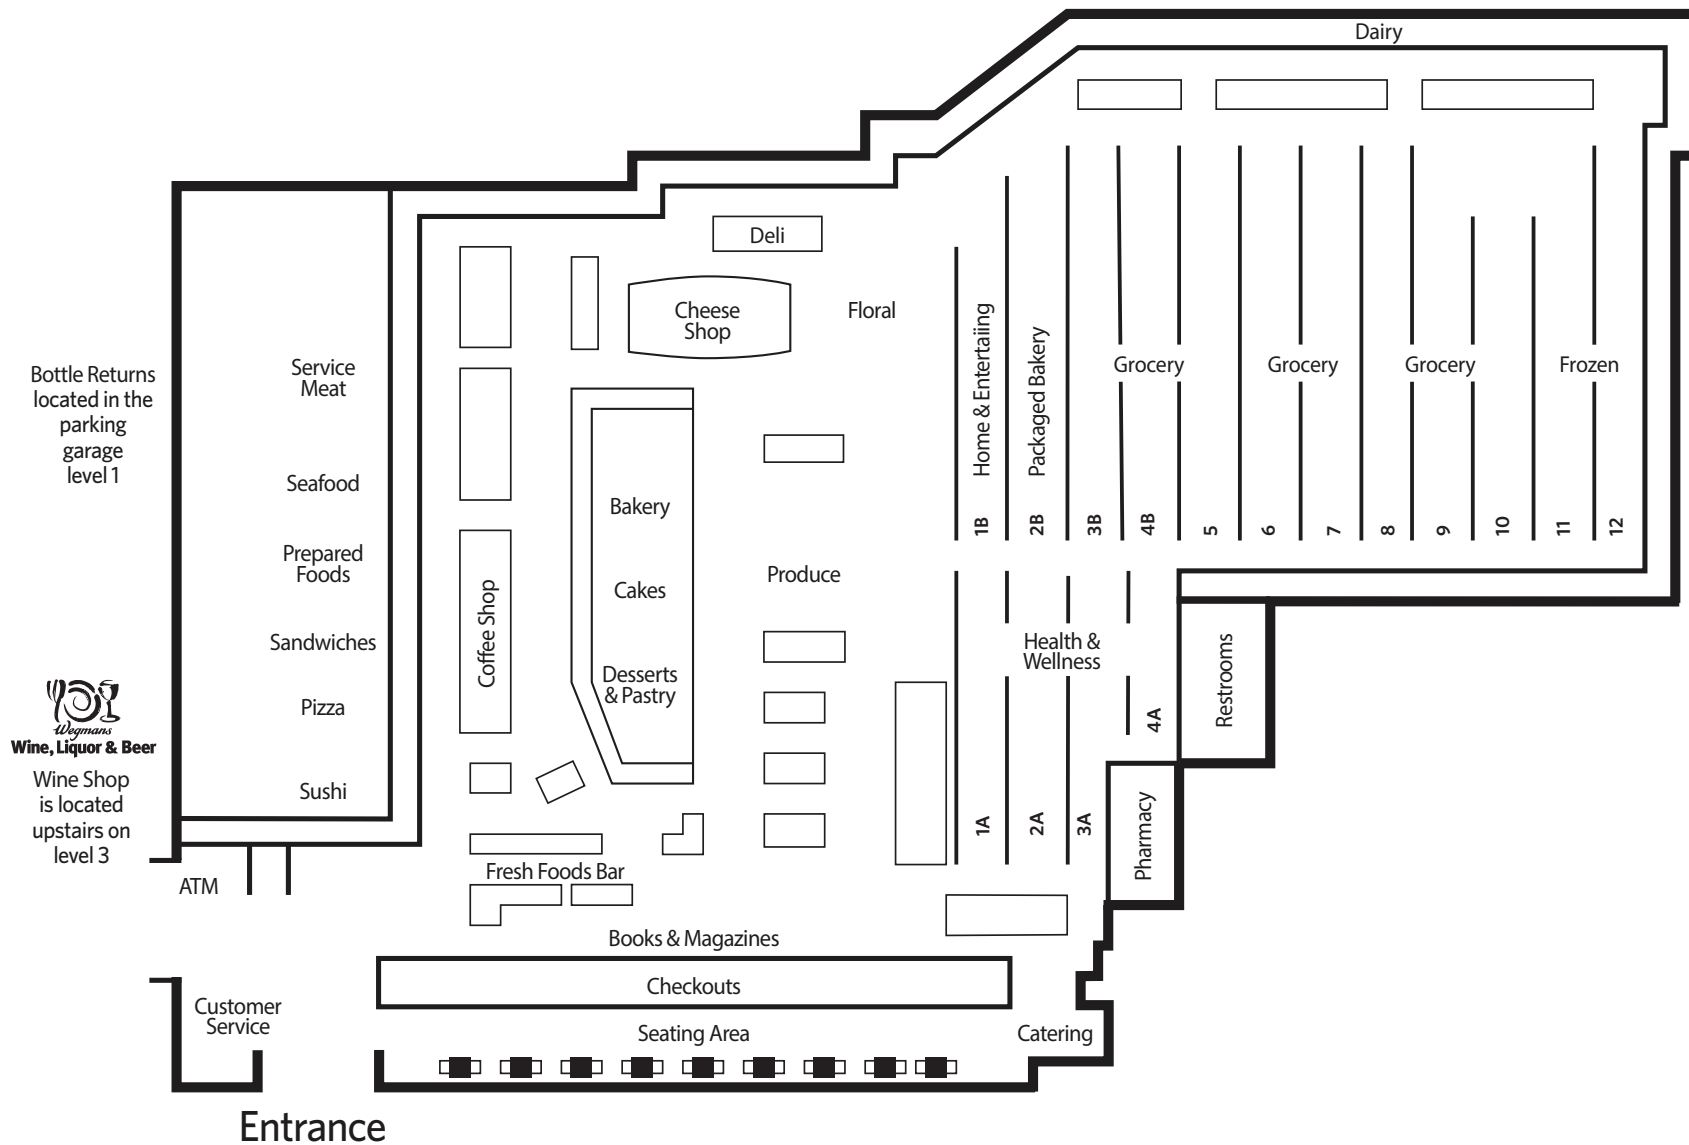 Dairy
Deli
Cheese
Shop
Floral
Home & Entertaiing
Packaged Bakery
Grocery
Grocery
Grocery
Frozen
Bottle Returns
located in the
parking
garage
level 1
Service
Meat
Seafood
Prepared
Foods
Sandwiches
Pizza
Sushi
Coffee Shop
Bakery
Cakes
Desserts
& Pastry
Produce
1B
2B
3B
4B
5
6
7
8
9
10
11
12
Health &
Wellness
Restrooms
1A
2A
3A
4A
Pharmacy
Wegmans
Wine, Liquor & Beer
Wine Shop
is located
upstairs on
level 3
ATM
Fresh Foods Bar
Books & Magazines
Checkouts
Customer
Service
Seating Area
Catering
Entrance